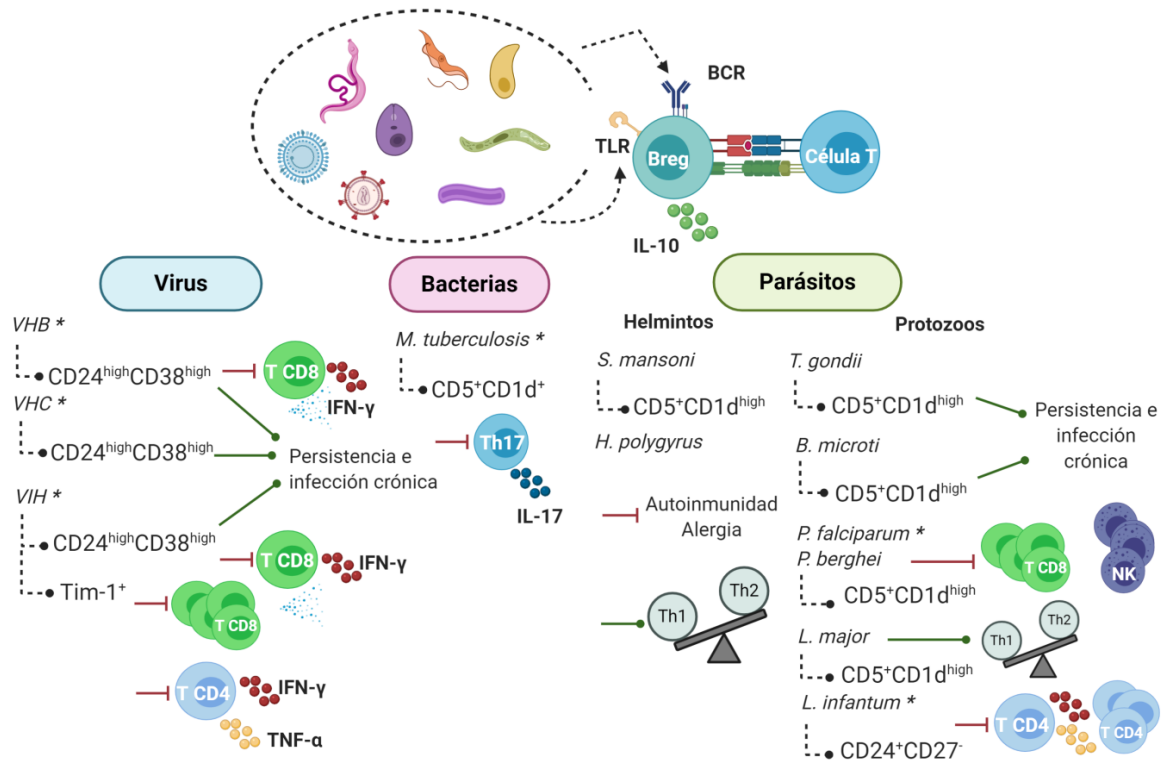 BCR
TLR
Breg
Célula T
IL-10
Virus
VHB *
CD24highCD38high
T CD8
IFN-γ
VHC *
CD24highCD38high
Persistencia e
infección crónica
VIH *
CD24highCD38high
T CD8
IFN-γ
Tim-1+
T CD8
T CD4
IFN-γ
TNF-α
Bacterias
M. tuberculosis *
CD5+CD1d+
Th17
IL-17
Parásitos
Helmintos
S. mansoni
CD5+CD1dhigh
H. polygyrus
Autoinmunidad
Alergia
Th1
Th2
Protozoos
T. gondii
CD5+CD1dhigh
Persistencia e
infección
crónica
B. microti
CD5+CD1dhigh
P. falciparum *
P. berghei
T CD8
NK
CD5+CD1dhigh
L. major
Th1
Th2
CD5+CD1dhigh
L. infantum *
T CD4
T CD4
CD24+CD27-